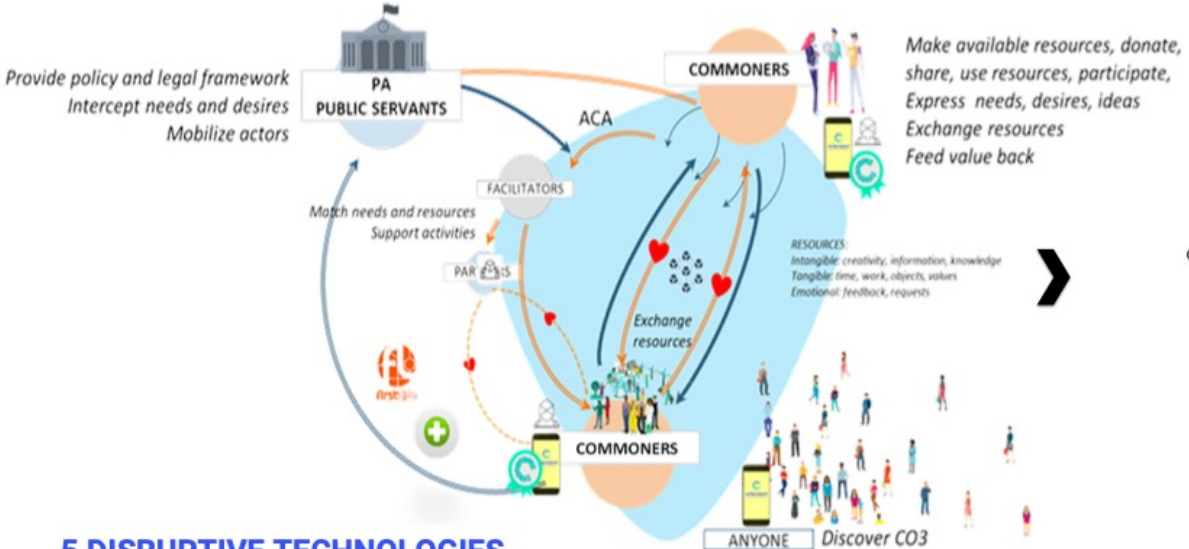 Provide policy and legal framework
Intercept needs and desires
Mobilize actors
PA
PUBLIC SERVANTS
COMMONERS
Make available resources, donate,
share, use resources, participate,
Express needs, desires, ideas
Exchange resources
Feed value back
ACA
FACILITATORS
Match needs and resources
Support activities
RESOURCES:
Intangible: creativity, information, knowledge
Tangible: time, work, objects, values
Emotional: feedback, requests
Exchange
resources
COMMONERS
ANYONE
Discover CO3
5 DISRUPTIVE TECHNOLOGIES